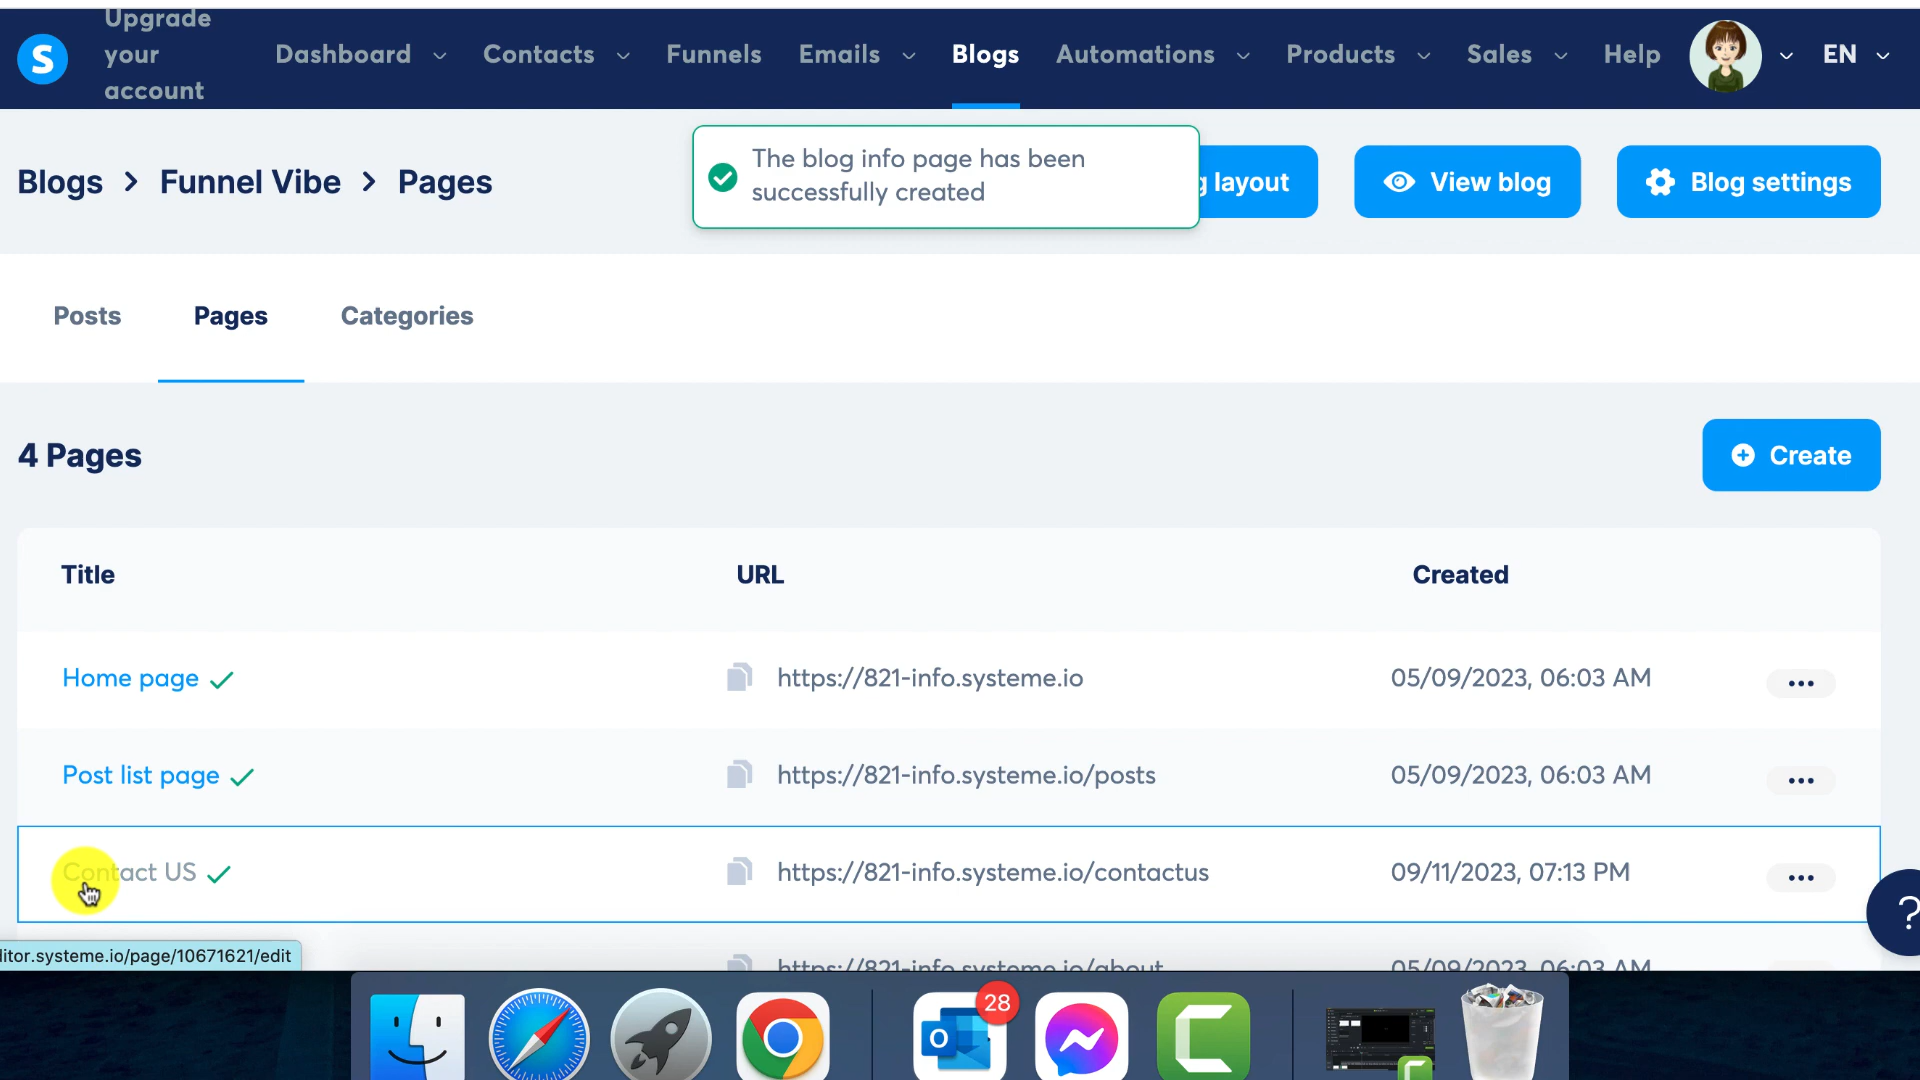 Upgrade
your
account
S
Dashboard
Contacts
Funnels
Emails
Blogs
Automations
Products
Sales
Help
EN
Blogs > Funnel Vibe > Pages
The blog info page has been
successfully created
layout
View blog
Blog settings
Posts
Pages
Categories
4 Pages
Create
Title
URL
Created
Home page
https://821-info.systeme.io
05/09/2023, 06:03 AM
Post list page
https://821-info.systeme.io/posts
05/09/2023, 06:03 AM
Contact US
https://821-info.systeme.io/contactus
09/11/2023, 07:13 PM
?
ditor.systeme.io/page/10671621/edit
https://821-info.systeme.io/about
05/09/2023, 06:03 AM
28
O